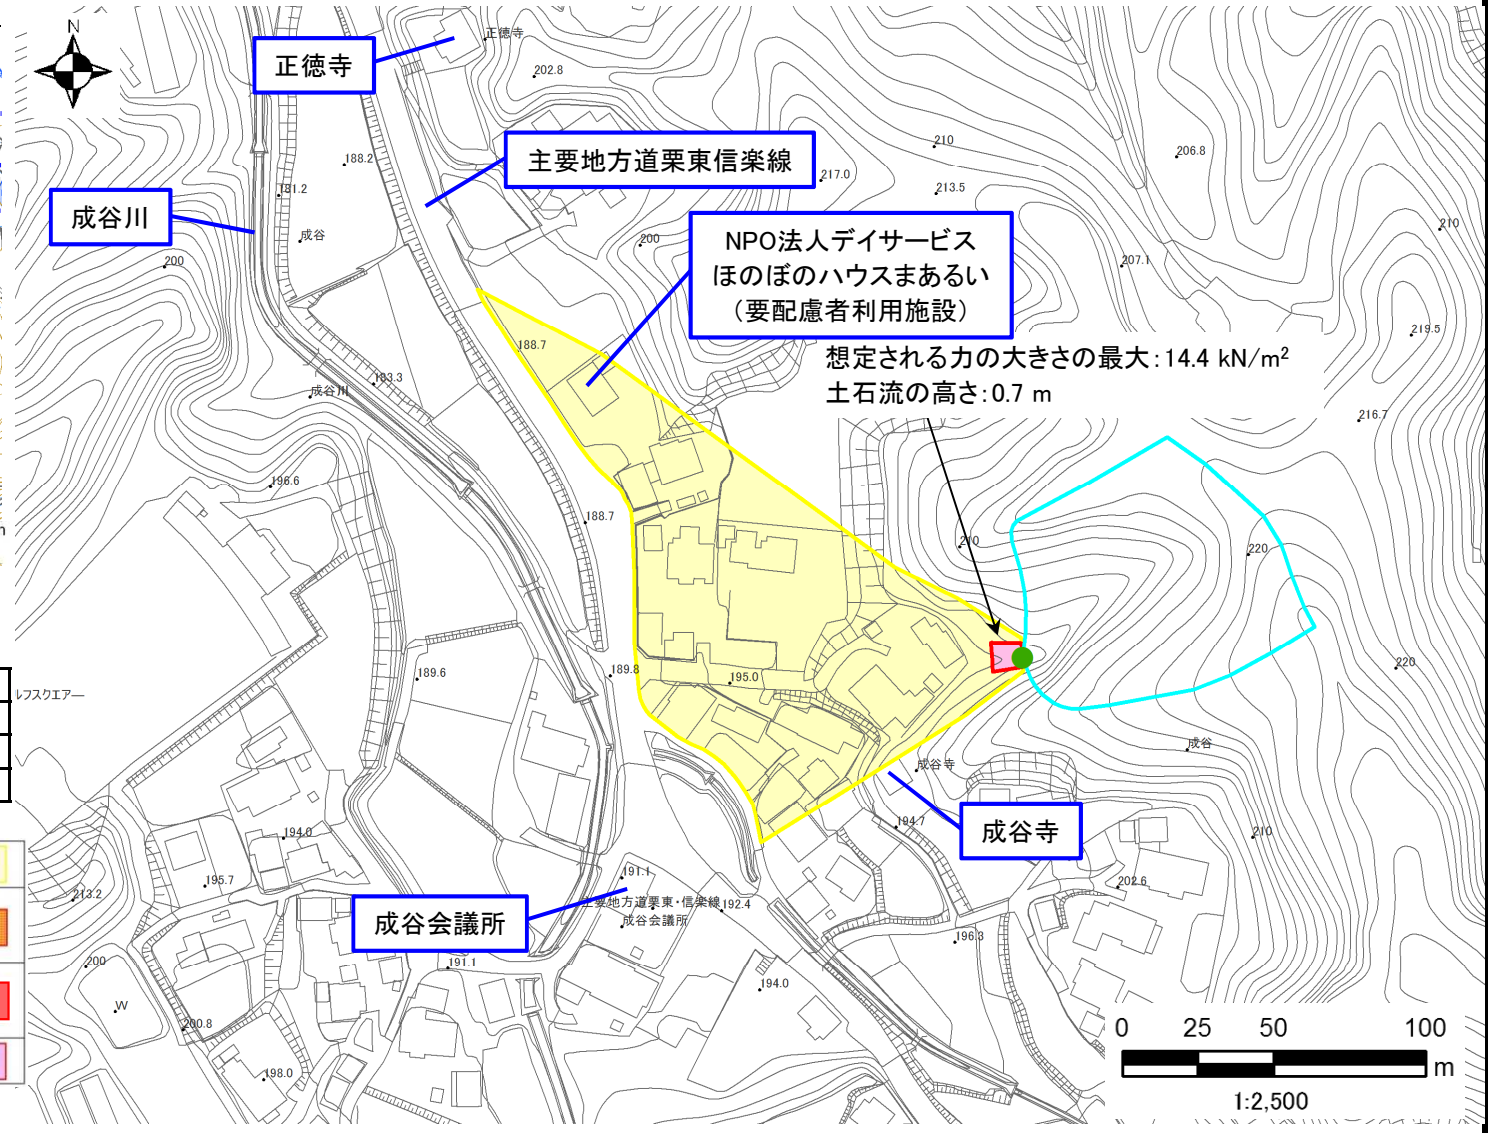 N
正徳寺
正徳寺
202.8
主要地方道栗東信楽線
188.2
210
206.8
217.0
213.5
181.2
成谷川
成谷
200
200
210
207.1
NPO法人デイサービス
ほのぼのハウスまあるい
（要配慮者利用施設）
219.5
188.7
想定される力の大きさの最大：14.4 kN/m²
土石流の高さ：0.7 m
183.3
成谷川
216.7
196.6
188.7
210
220
189.6
189.8
195.0
220
ルフスクエアー
成谷
成谷寺
成谷寺
194.7
194.0
210
195.7
191.1
202.6
213.2
主要地方道栗東・信楽線
192.4
成谷会議所
成谷会議所
196.3
191.1
200
194.0
W
200.8
198.0
0 25 50 100
m
1:2,500